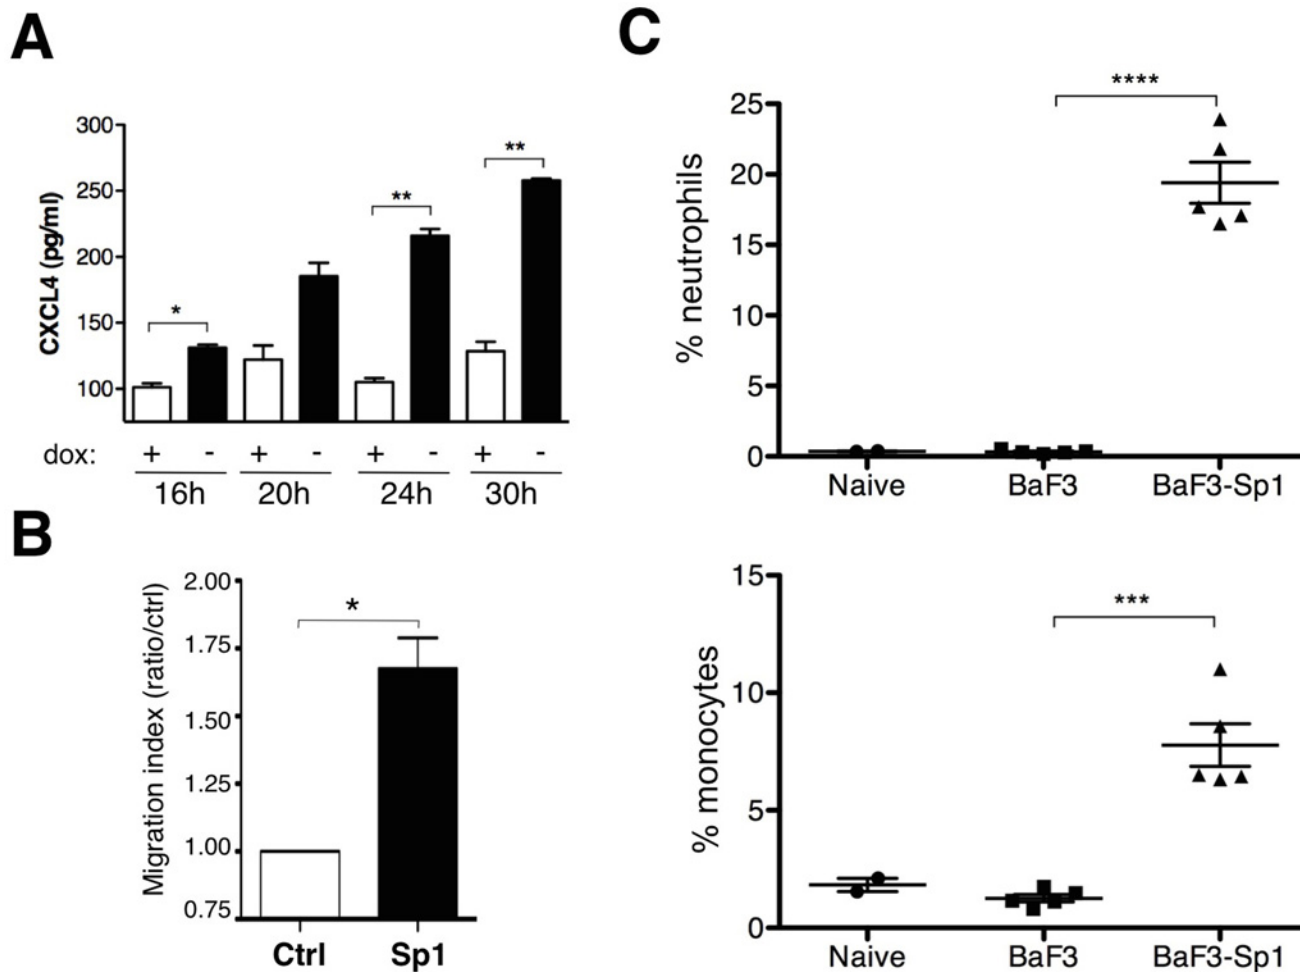 A
CXCL4 (pg/ml)
300
250
200
150
100
*
**
**
dox: + - + - + - + -
16h 20h 24h 30h
B
Migration index (ratio/ctrl)
2.00
1.75
1.50
1.25
1.00
0.75
*
Ctrl Sp1
C
% neutrophils
25
20
15
10
5
0
****
Naive BaF3 BaF3-Sp1
% monocytes
15
10
5
0
***
Naive BaF3 BaF3-Sp1